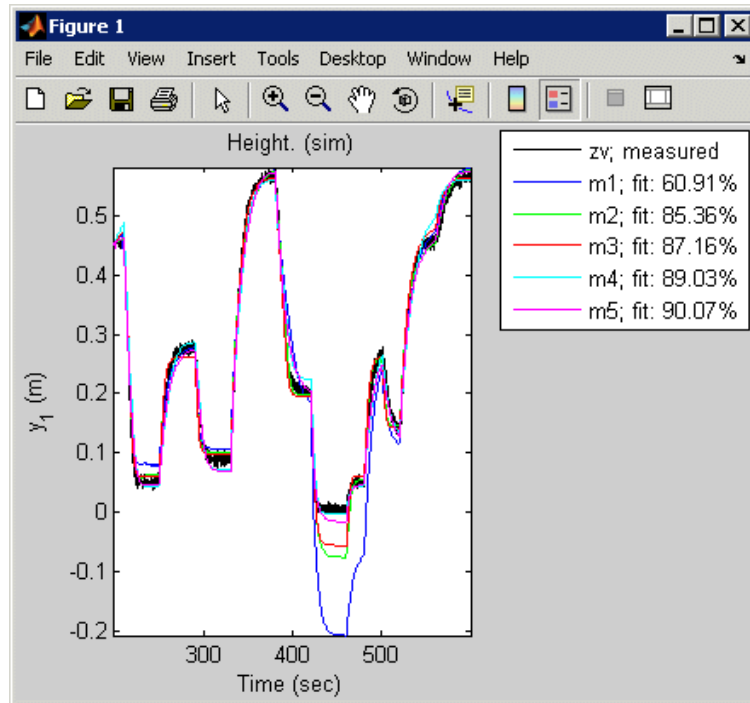 Figure 1
File Edit View Insert Tools Desktop Window Help
Height. (sim)
zv; measured
m1; fit: 60.91%
m2; fit: 85.36%
m3; fit: 87.16%
m4; fit: 89.03%
m5; fit: 90.07%
0.5
0.4
0.3
0.2
0.1
0
-0.1
-0.2
y1 (m)
300 400 500
Time (sec)